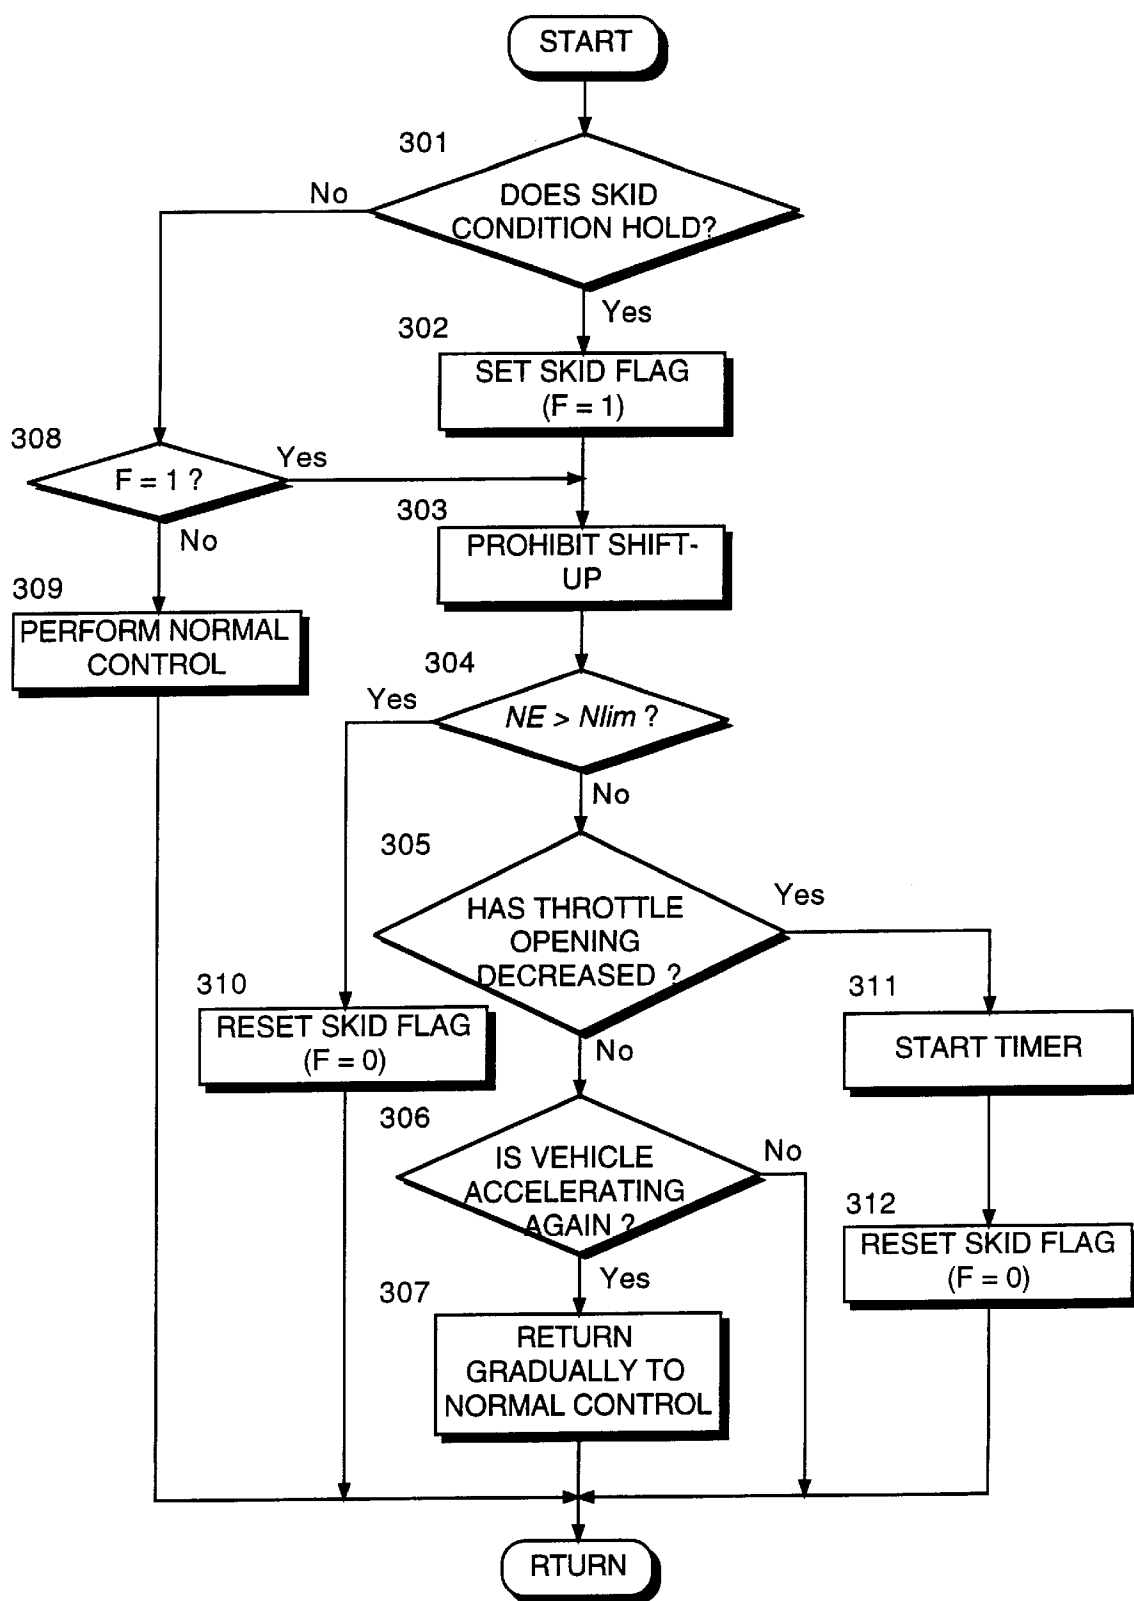 START
301
DOES SKID
CONDITION HOLD?
No
Yes
302
SET SKID FLAG
(F = 1)
308
F = 1 ?
Yes
No
303
PROHIBIT SHIFT-
UP
309
PERFORM NORMAL
CONTROL
304
NE > Nlim ?
Yes
No
305
HAS THROTTLE
OPENING
DECREASED ?
Yes
No
310
RESET SKID FLAG
(F = 0)
311
START TIMER
306
IS VEHICLE
ACCELERATING
AGAIN ?
No
Yes
312
RESET SKID FLAG
(F = 0)
307
RETURN
GRADUALLY TO
NORMAL CONTROL
RTURN